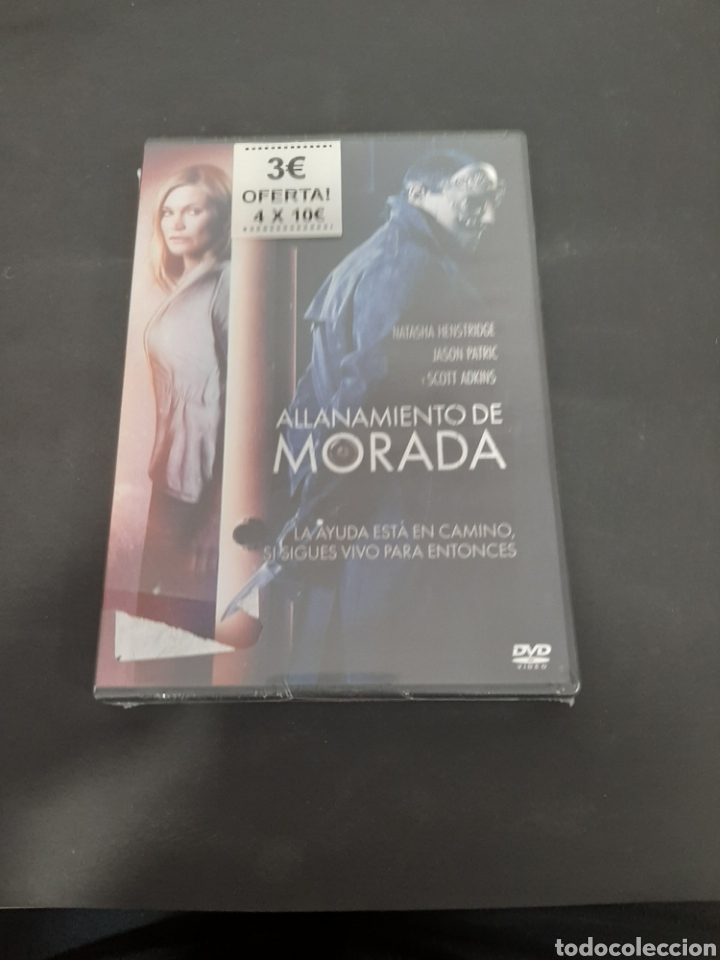 3€
OFERTA!
4 X 10€
NATASHA HENSTRIDGE
JASON PATRIC
Y SCOTT ADKINS
ALLANAMIENTO DE
MORADA
LA AYUDA ESTÁ EN CAMINO,
SI SIGUES VIVO PARA ENTONCES
DVD
VIDEO
todocoleccion